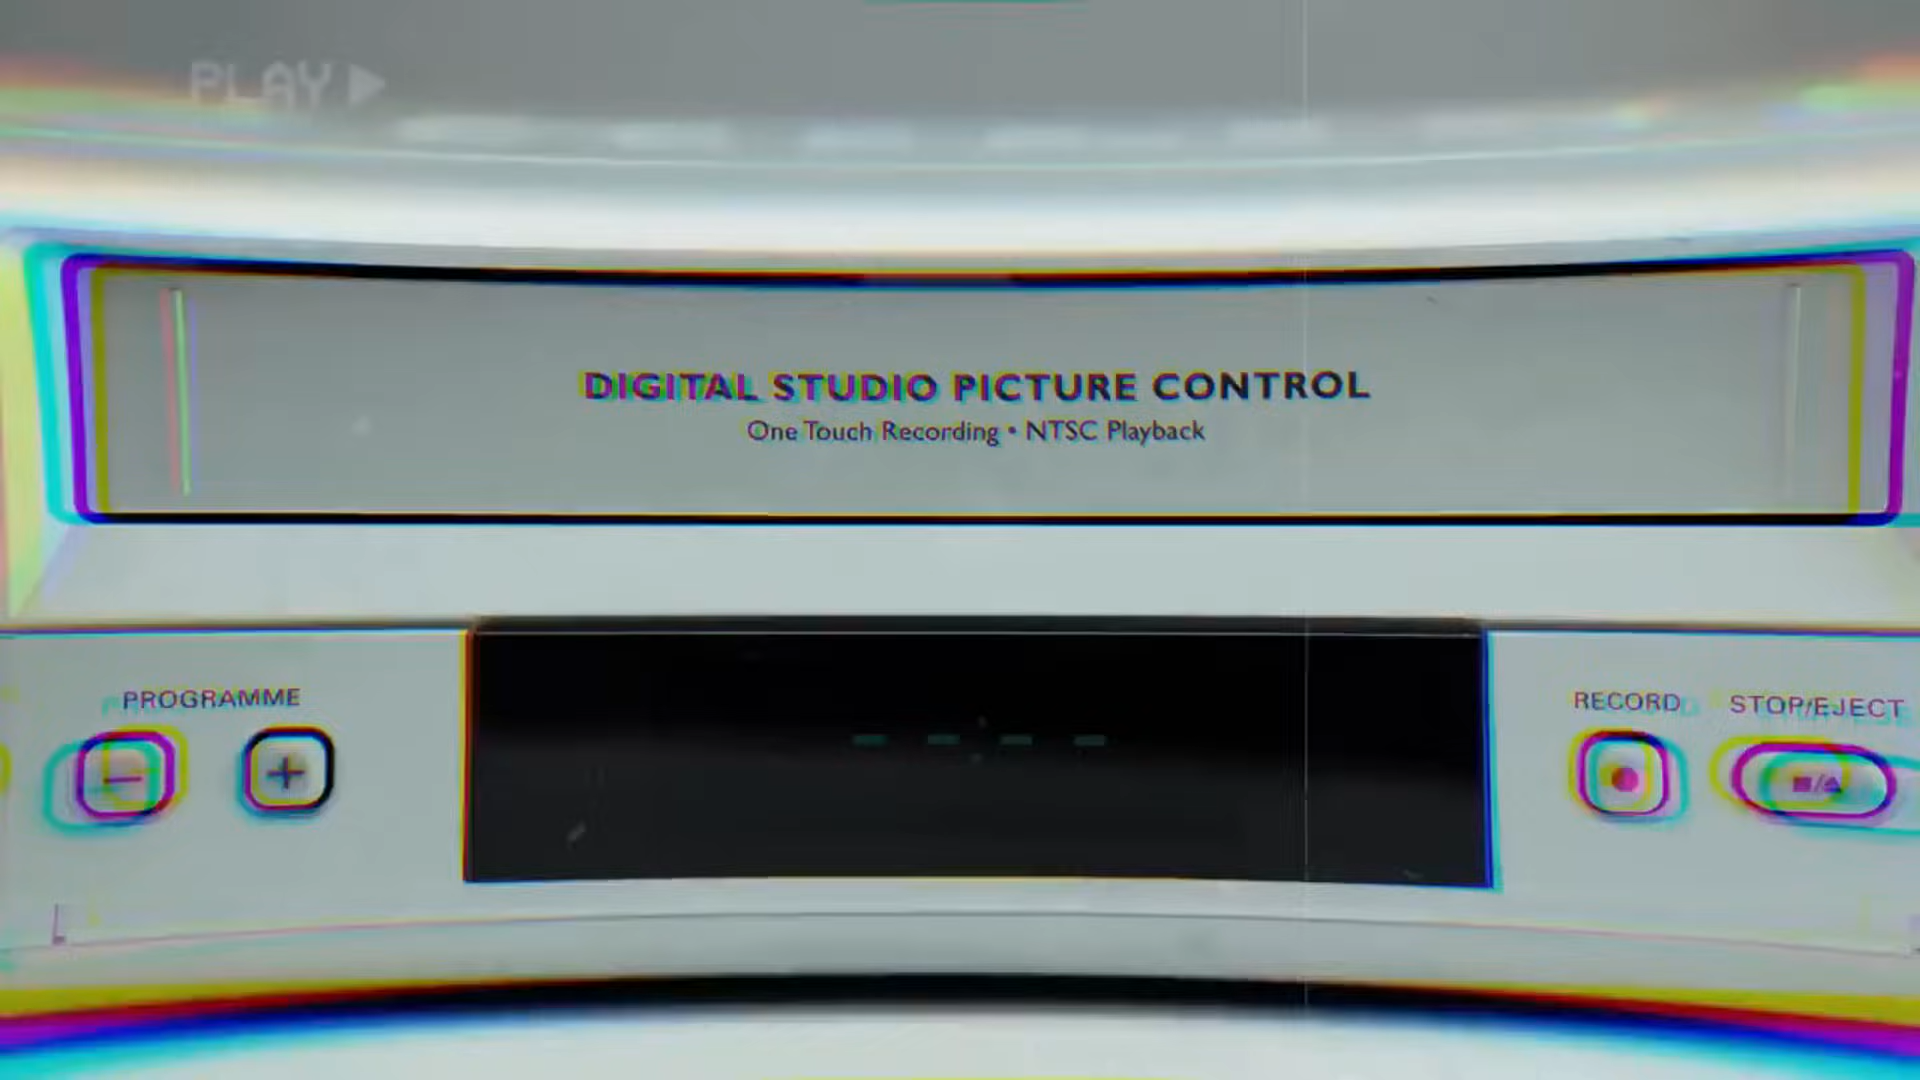 PLAY
DIGITAL STUDIO PICTURE CONTROL
One Touch Recording • NTSC Playback
PROGRAMME
RECORD
STOP/EJECT